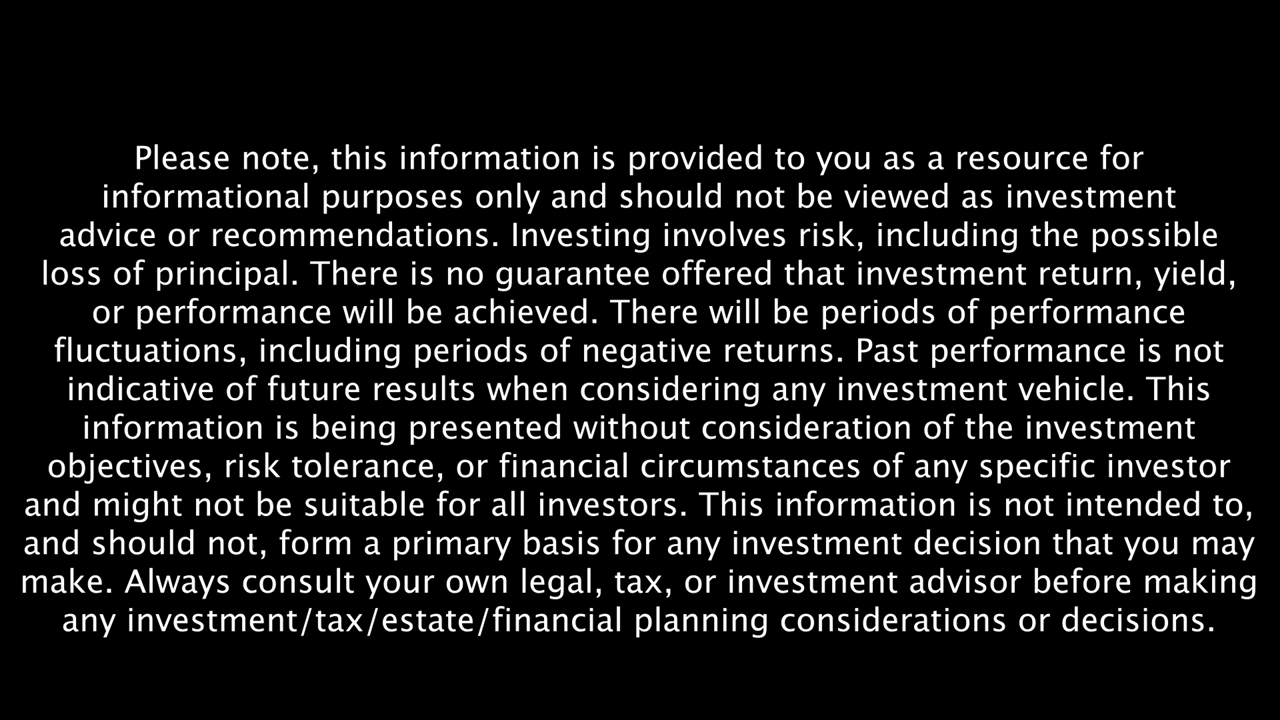 Please note, this information is provided to you as a resource for
informational purposes only and should not be viewed as investment
advice or recommendations. Investing involves risk, including the possible
loss of principal. There is no guarantee offered that investment return, yield,
or performance will be achieved. There will be periods of performance
fluctuations, including periods of negative returns. Past performance is not
indicative of future results when considering any investment vehicle. This
information is being presented without consideration of the investment
objectives, risk tolerance, or financial circumstances of any specific investor
and might not be suitable for all investors. This information is not intended to,
and should not, form a primary basis for any investment decision that you may
make. Always consult your own legal, tax, or investment advisor before making
any investment/tax/estate/financial planning considerations or decisions.